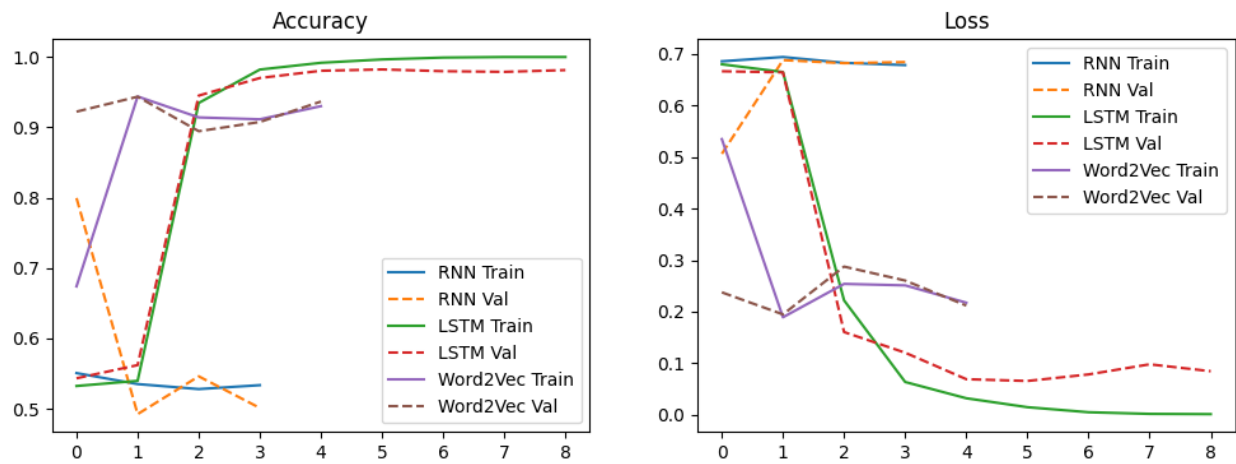 Accuracy
1.0
0.9
0.8
0.7
0.6
0.5
0 1 2 3 4 5 6 7 8
RNN Train
RNN Val
LSTM Train
LSTM Val
Word2Vec Train
Word2Vec Val
Loss
0.7
0.6
0.5
0.4
0.3
0.2
0.1
0.0
0 1 2 3 4 5 6 7 8
RNN Train
RNN Val
LSTM Train
LSTM Val
Word2Vec Train
Word2Vec Val